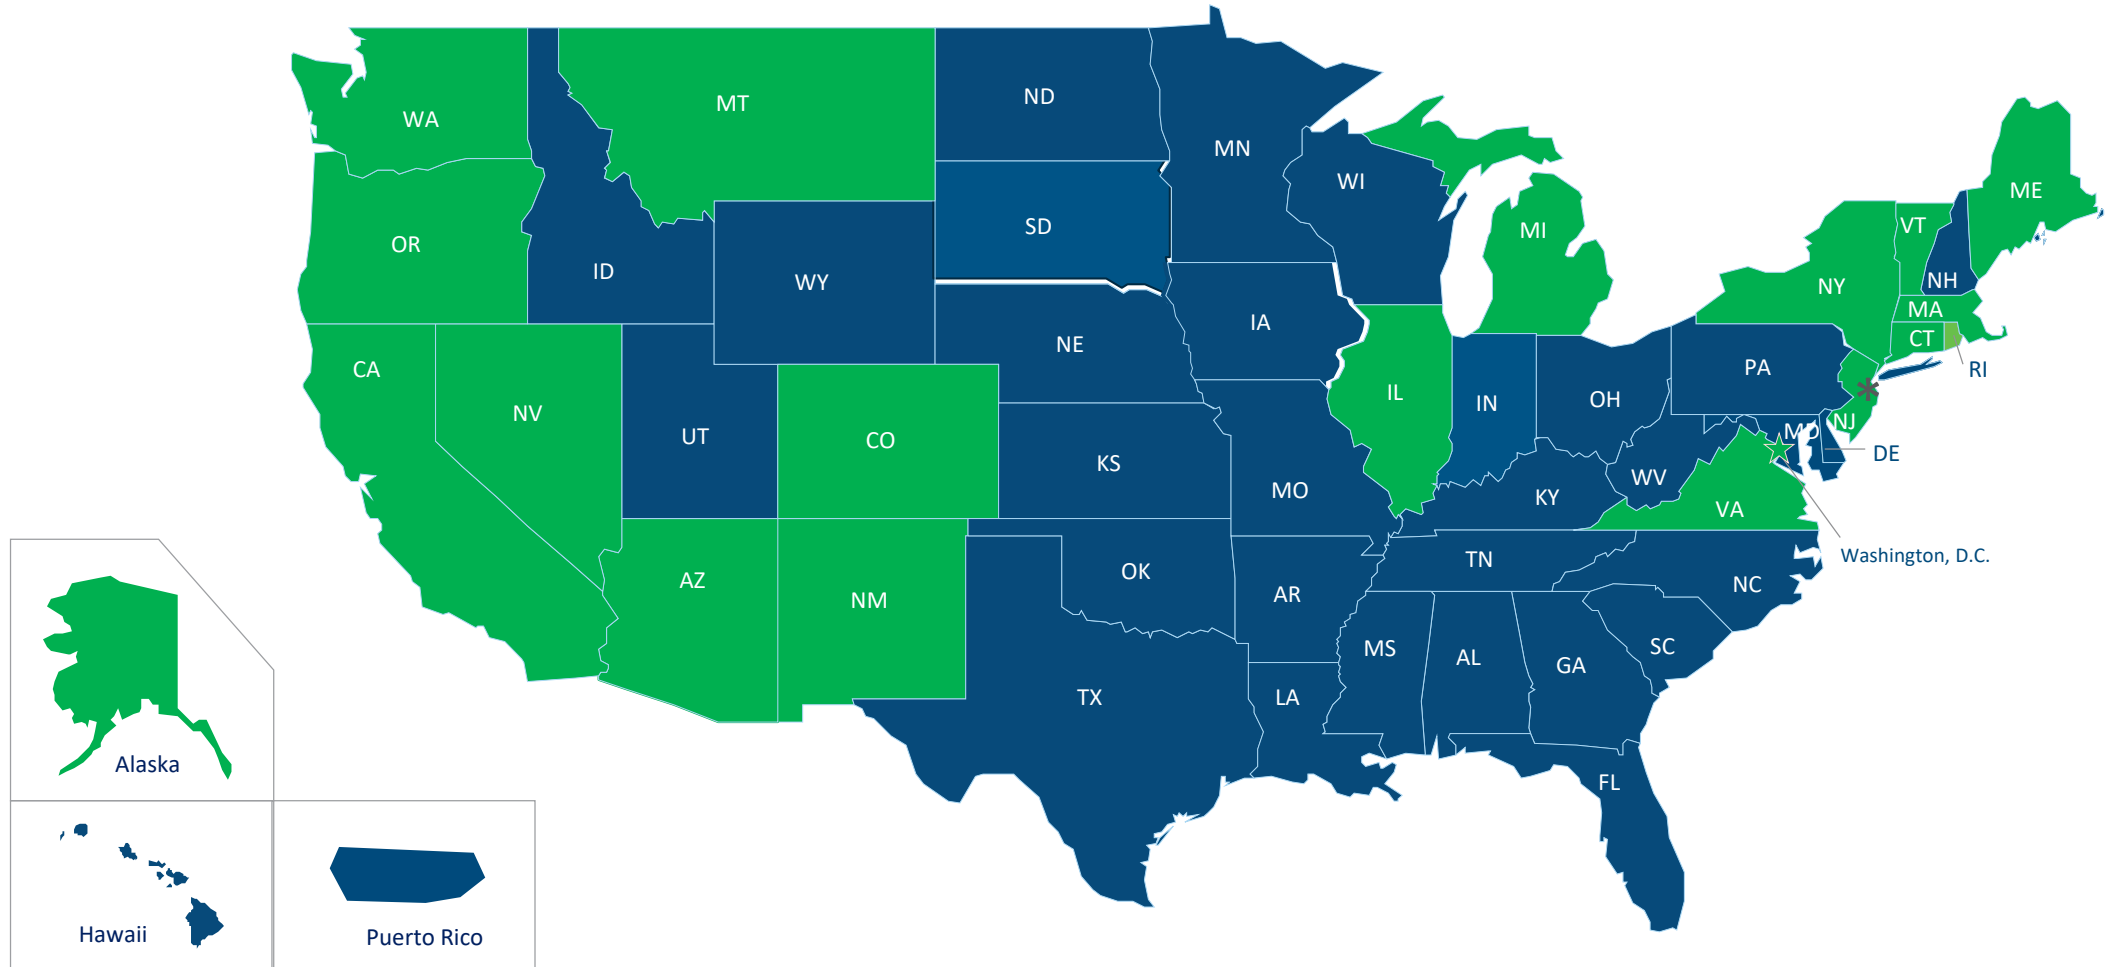 WA
MT
ND
MN
WI
MI
ME
VT
NH
NY
MA
CT
RI
OR
ID
WY
SD
IA
NE
PA
NJ
MD
DE
CA
NV
UT
CO
KS
MO
IL
IN
OH
WV
KY
VA
Washington, D.C.
TN
NC
AZ
NM
OK
AR
SC
MS
AL
GA
TX
LA
FL
Alaska
Hawaii
Puerto Rico
*